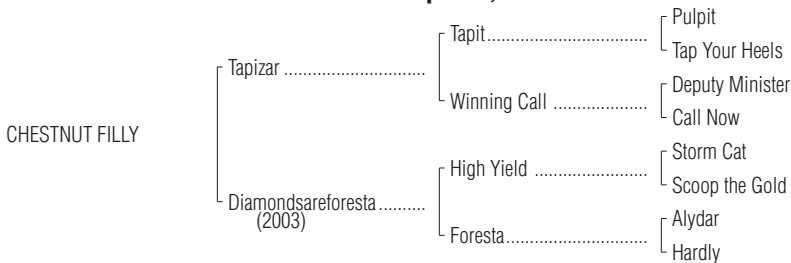 CHESTNUT FILLY
Tapizar
Diamondsareforesta
(2003)
Tapit
Winning Call
High Yield
Foresta
Pulpit
Tap Your Heels
Deputy Minister
Call Now
Storm Cat
Scoop the Gold
Alydar
Hardly